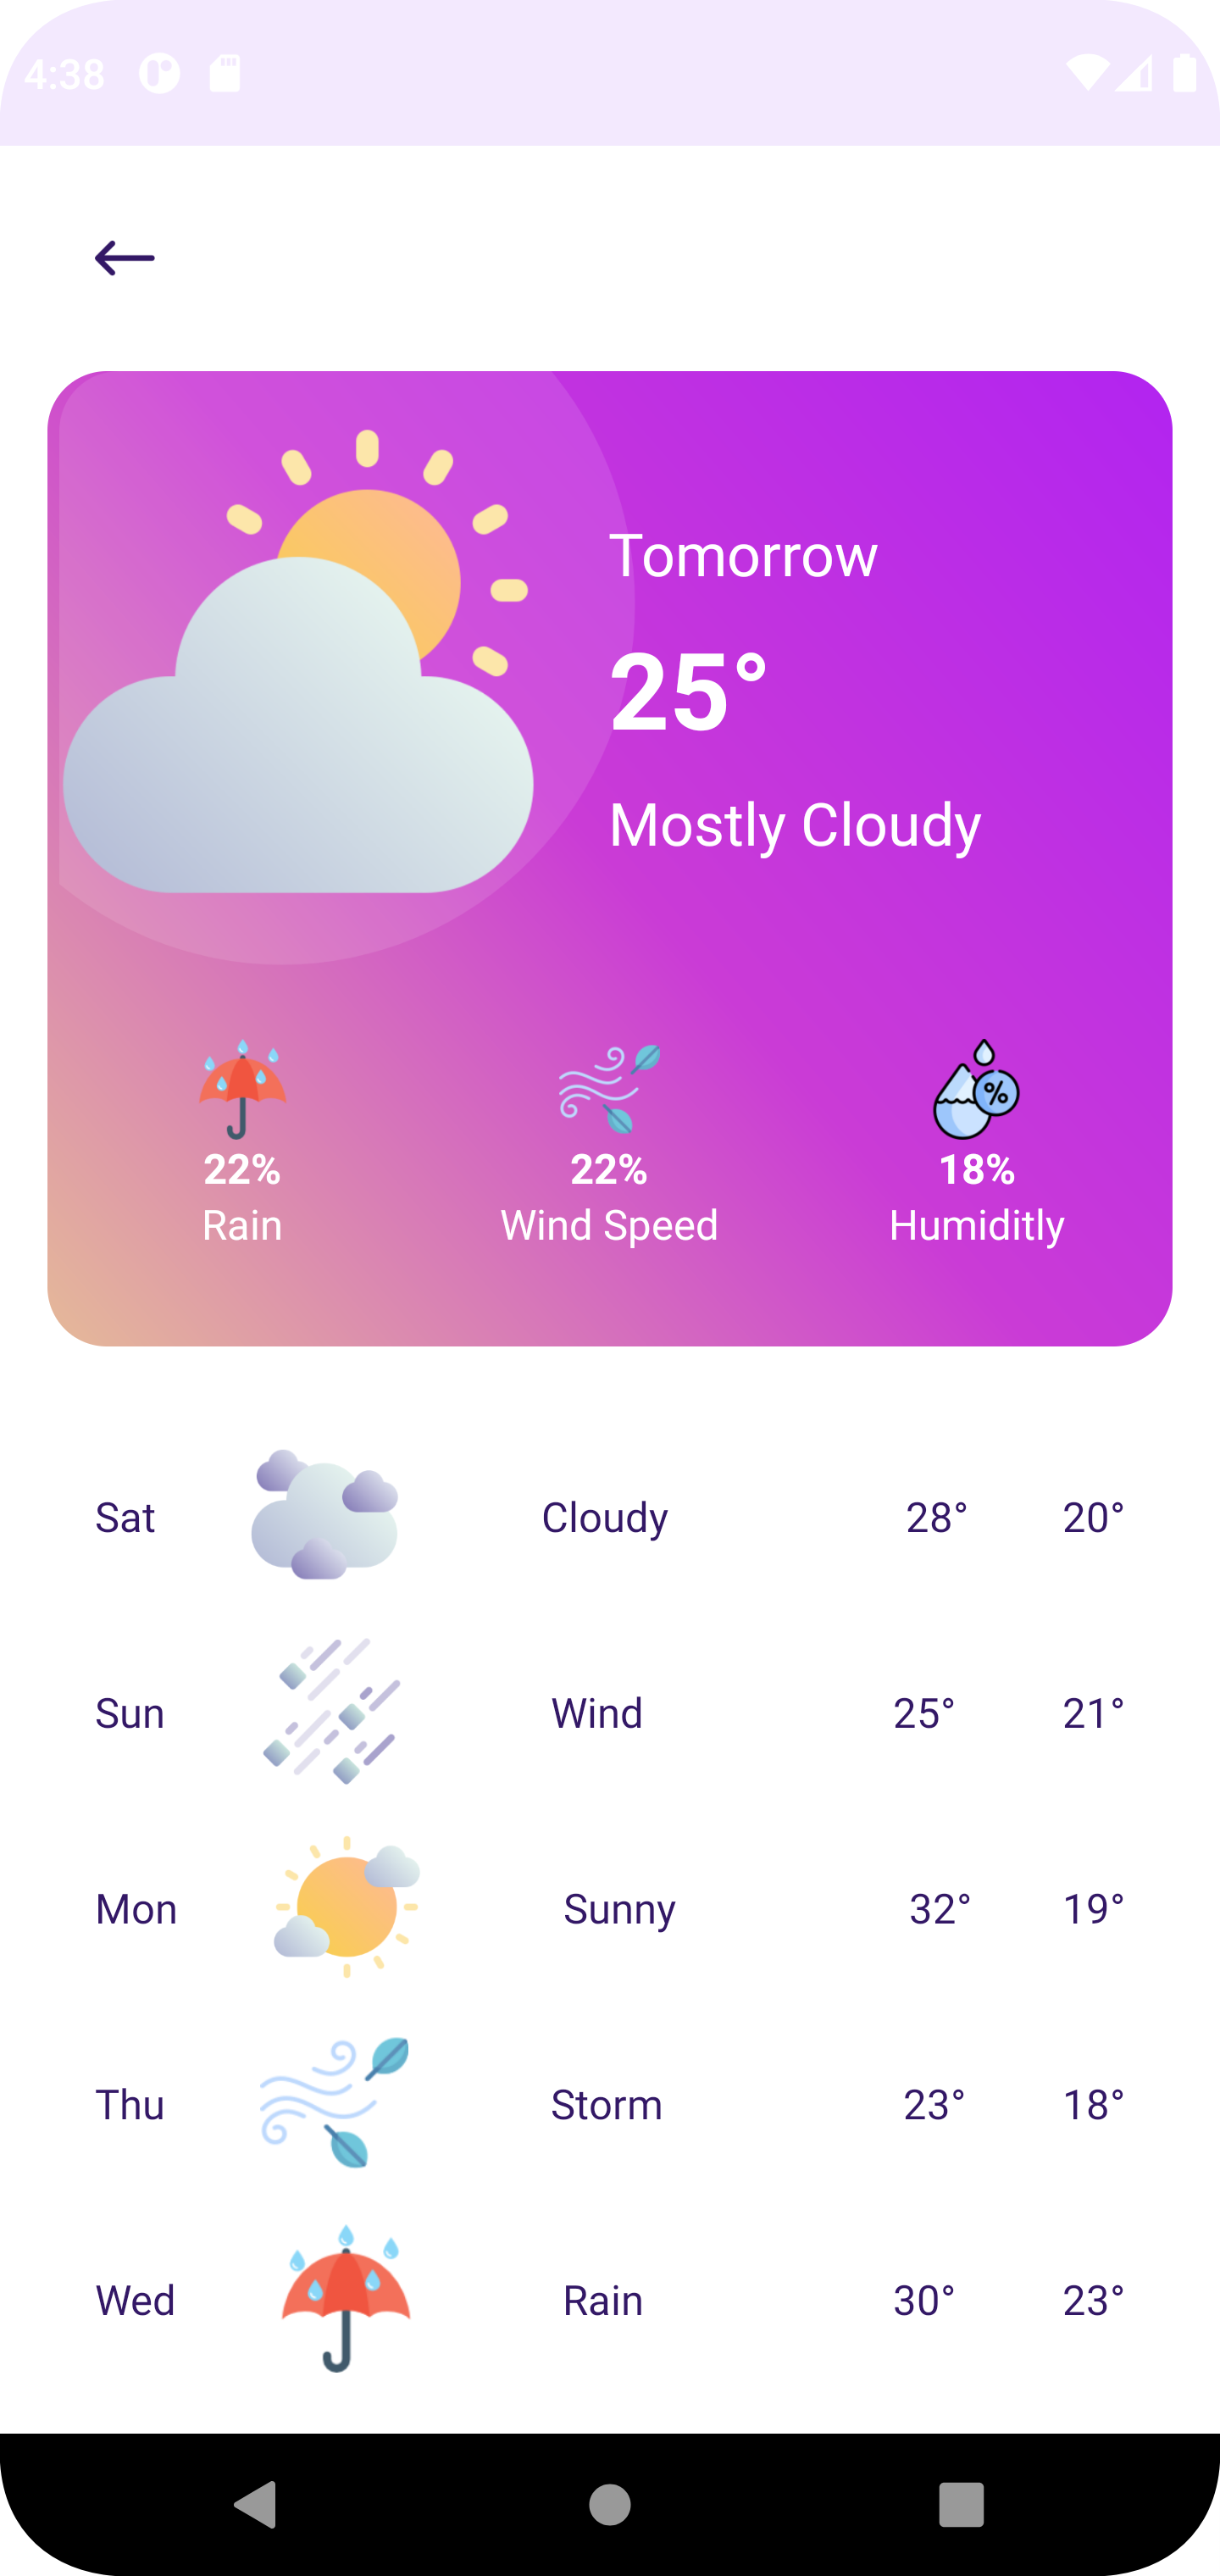 4:38
Tomorrow
25°
Mostly Cloudy
%
22%
22%
18%
Rain
Wind Speed
Humiditly
Sat Cloudy 28° 20°
Sun Wind 25° 21°
Mon Sunny 32° 19°
Thu Storm 23° 18°
Wed Rain 30° 23°